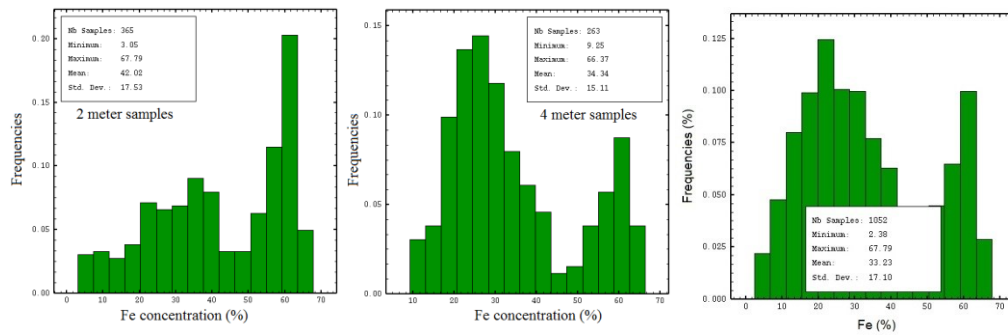 Frequencies
0.20
0.15
0.10
0.05
0.00
Nb Samples: 365
Minimum: 3.05
Maximum: 67.79
Mean: 42.02
Std. Dev.: 17.53
2 meter samples
0 10 20 30 40 50 60 70
Fe concentration (%)
Frequencies
0.15
0.10
0.05
0.00
Nb Samples: 263
Minimum: 9.25
Maximum: 66.37
Mean: 34.34
Std. Dev.: 15.11
4 meter samples
10 20 30 40 50 60 70
Fe concentration (%)
Frequencies (%)
0.125
0.100
0.075
0.050
0.025
0.000
Nb Samples: 1052
Minimum: 2.38
Maximum: 67.79
Mean: 33.23
Std. Dev.: 17.10
0 10 20 30 40 50 60 70
Fe (%)